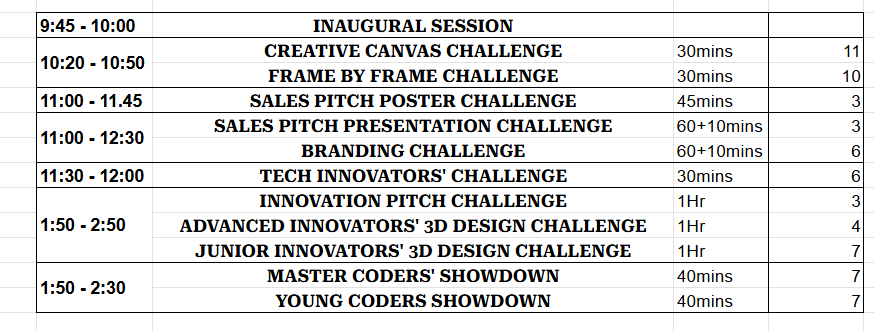 9:45 - 10:00 INAUGURAL SESSION
10:20 - 10:50 CREATIVE CANVAS CHALLENGE 30mins 11
FRAME BY FRAME CHALLENGE 30mins 10
11:00 - 11.45 SALES PITCH POSTER CHALLENGE 45mins 3
11:00 - 12:30 SALES PITCH PRESENTATION CHALLENGE 60+10mins 3
BRANDING CHALLENGE 60+10mins 6
11:30 - 12:00 TECH INNOVATORS' CHALLENGE 30mins 6
1:50 - 2:50 INNOVATION PITCH CHALLENGE 1Hr 3
ADVANCED INNOVATORS' 3D DESIGN CHALLENGE 1Hr 4
JUNIOR INNOVATORS' 3D DESIGN CHALLENGE 1Hr 7
1:50 - 2:30 MASTER CODERS' SHOWDOWN 40mins 7
YOUNG CODERS SHOWDOWN 40mins 7